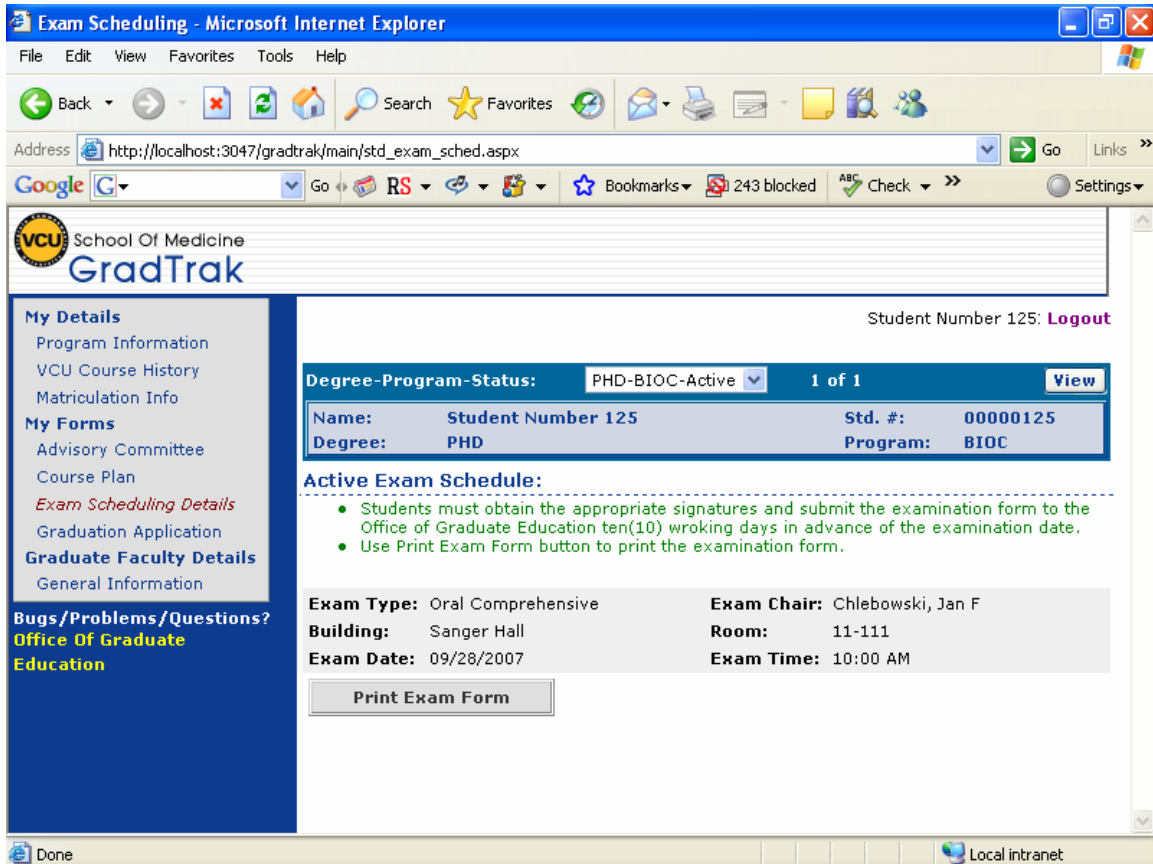 Exam Scheduling - Microsoft Internet Explorer
File Edit View Favorites Tools Help
Back Search Favorites
Address http://localhost:3047/gradtrak/main/std_exam_sched.aspx Go Links »
Google G Go RS Bookmarks 243 blocked ABC Check » Settings
VCU School Of Medicine
GradTrak
Student Number 125: Logout
My Details
Program Information
VCU Course History
Matriculation Info
My Forms
Advisory Committee
Course Plan
Exam Scheduling Details
Graduation Application
Graduate Faculty Details
General Information
Bugs/Problems/Questions?
Office Of Graduate
Education
Degree-Program-Status: PHD-BIOC-Active 1 of 1 View
Name: Student Number 125 Std. #: 00000125
Degree: PHD Program: BIOC
Active Exam Schedule:
• Students must obtain the appropriate signatures and submit the examination form to the
Office of Graduate Education ten(10) wroking days in advance of the examination date.
• Use Print Exam Form button to print the examination form.
Exam Type: Oral Comprehensive Exam Chair: Chlebowski, Jan F
Building: Sanger Hall Room: 11-111
Exam Date: 09/28/2007 Exam Time: 10:00 AM
Print Exam Form
Done Local intranet